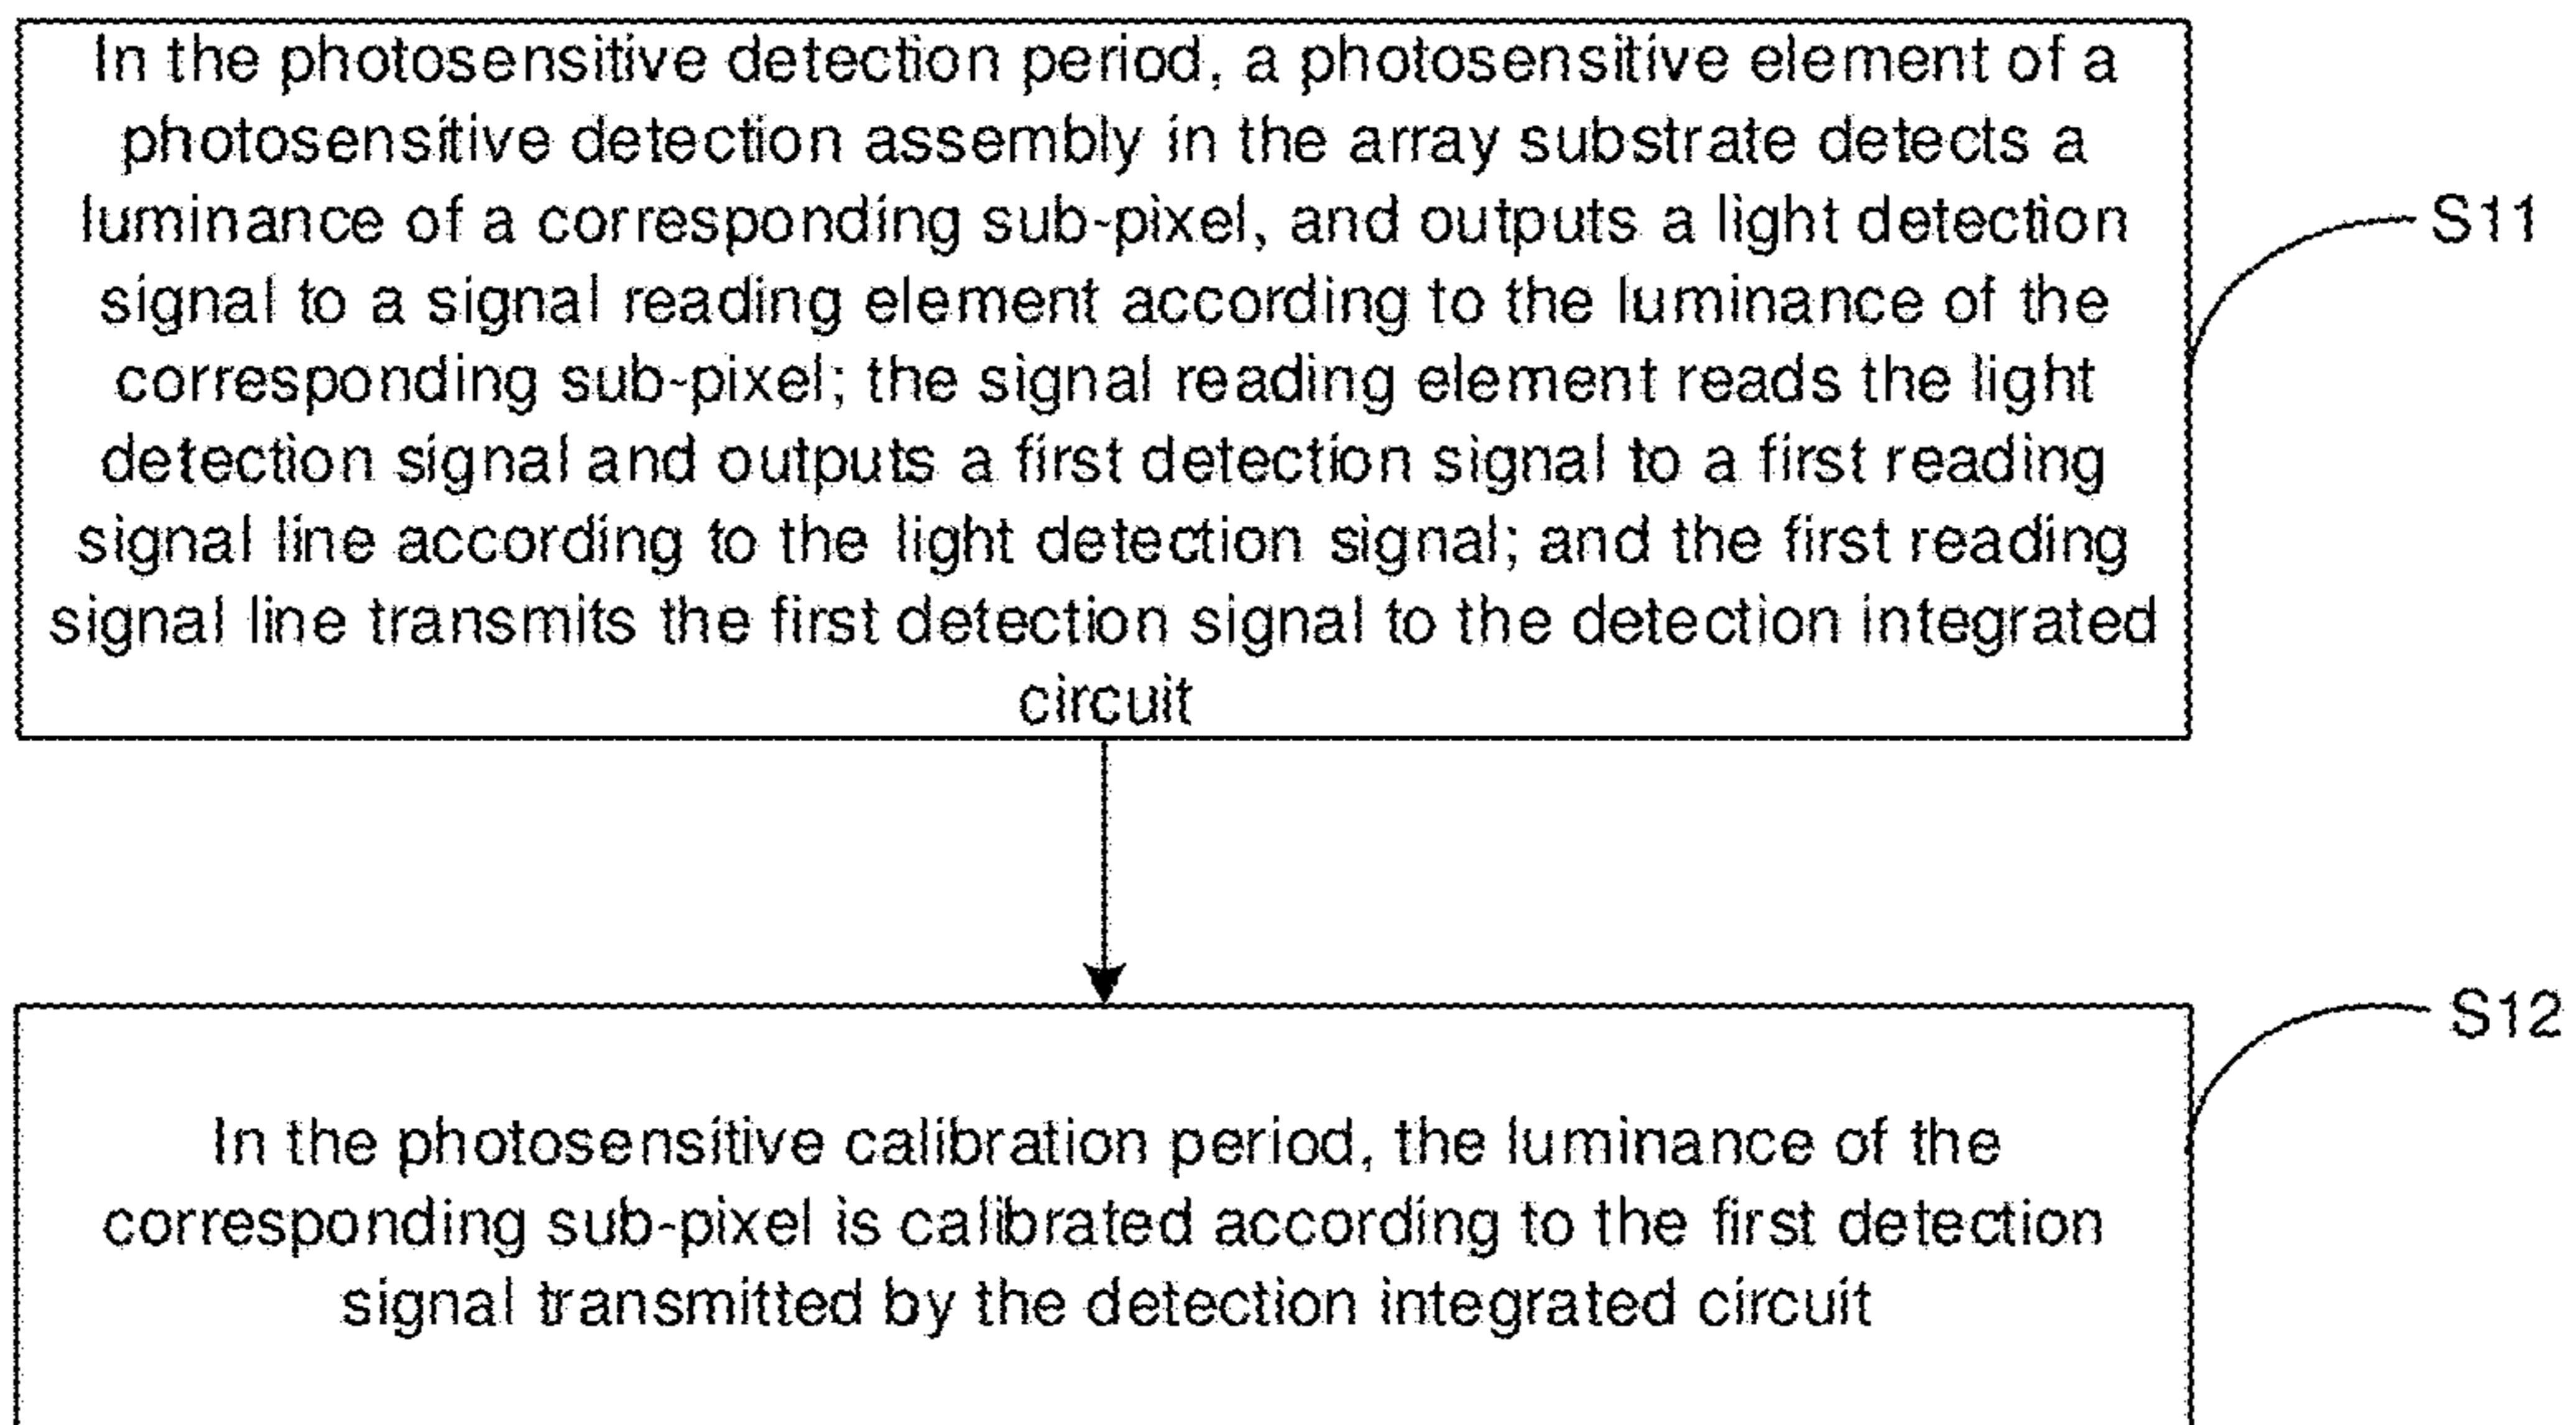 In the photosensitive detection period, a photosensitive element of a
photosensitive detection assembly in the array substrate detects a
luminance of a corresponding sub-pixel, and outputs a light detection
signal to a signal reading element according to the luminance of the
corresponding sub-pixel; the signal reading element reads the light
detection signal and outputs a first detection signal to a first reading
signal line according to the light detection signal; and the first reading
signal line transmits the first detection signal to the detection integrated
circuit
S11
S12
In the photosensitive calibration period, the luminance of the
corresponding sub-pixel is calibrated according to the first detection
signal transmitted by the detection integrated circuit